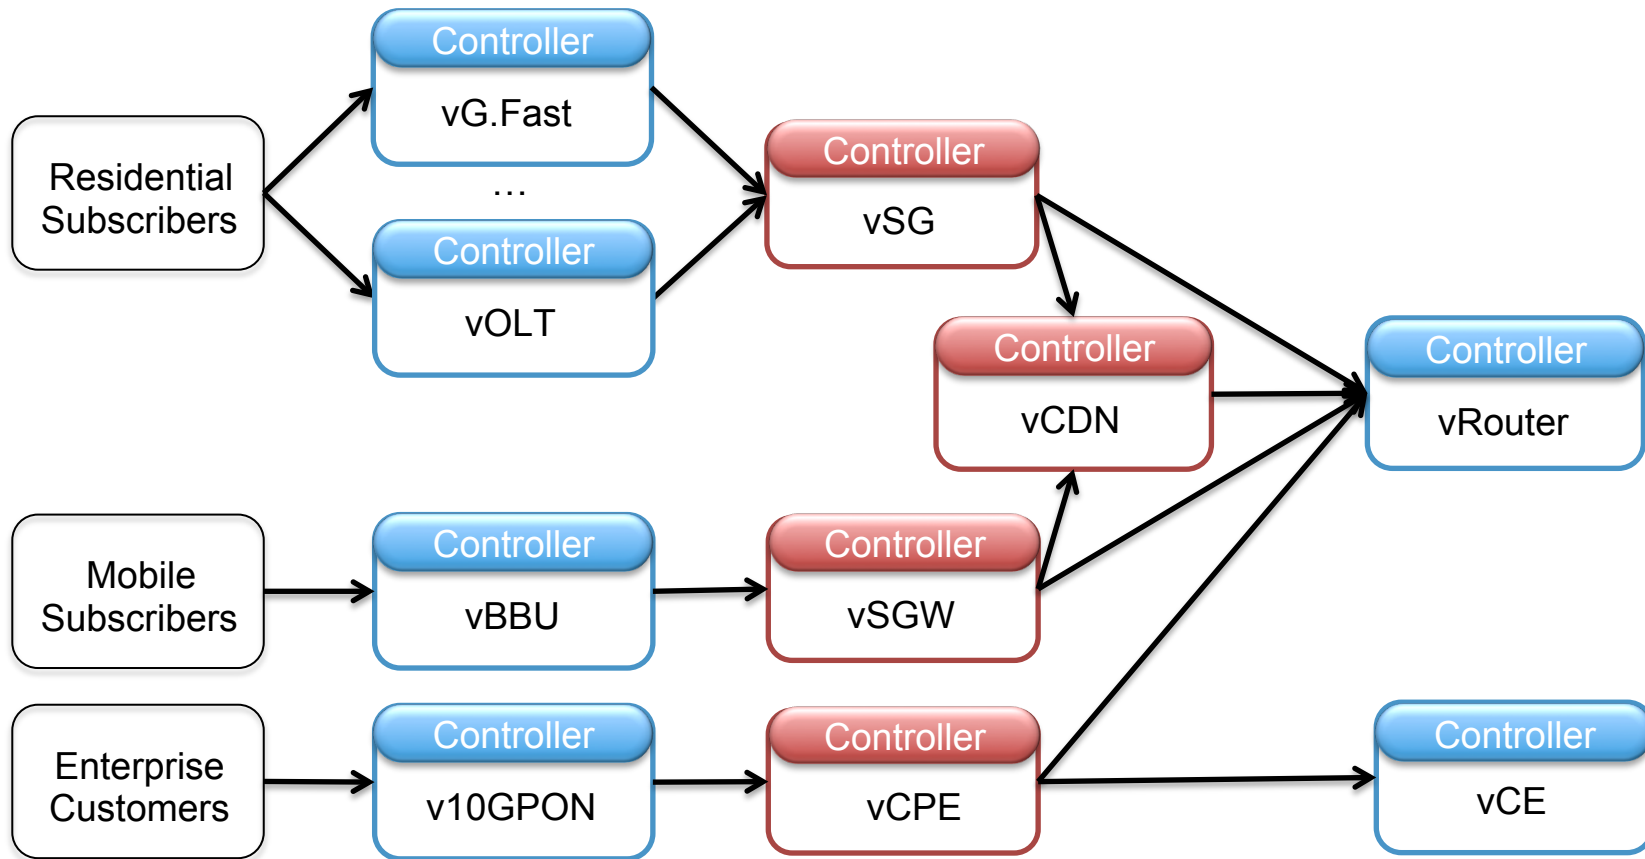 Residential
Subscribers
Controller
vG.Fast
...
Controller
vOLT
Controller
vSG
Controller
vCDN
Controller
vRouter
Mobile
Subscribers
Controller
vBBU
Controller
vSGW
Enterprise
Customers
Controller
v10GPON
Controller
vCPE
Controller
vCE